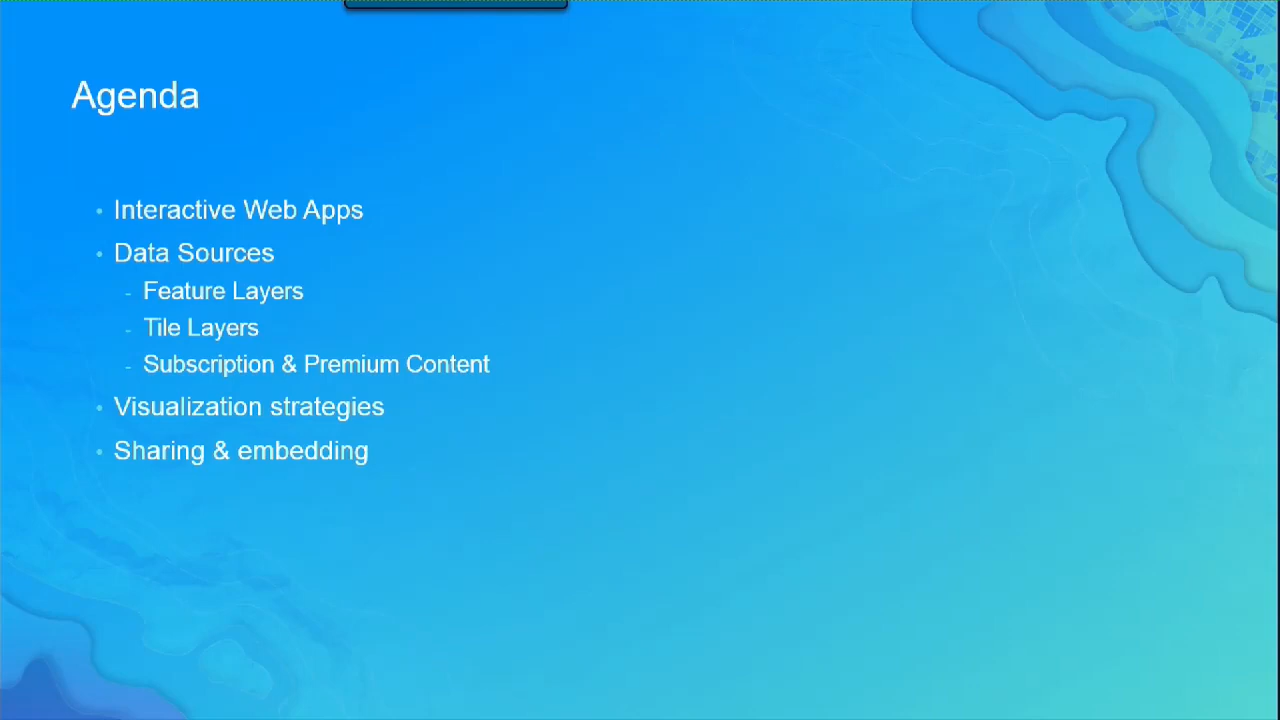 Agenda
• Interactive Web Apps
• Data Sources
- Feature Layers
- Tile Layers
- Subscription & Premium Content
• Visualization strategies
• Sharing & embedding